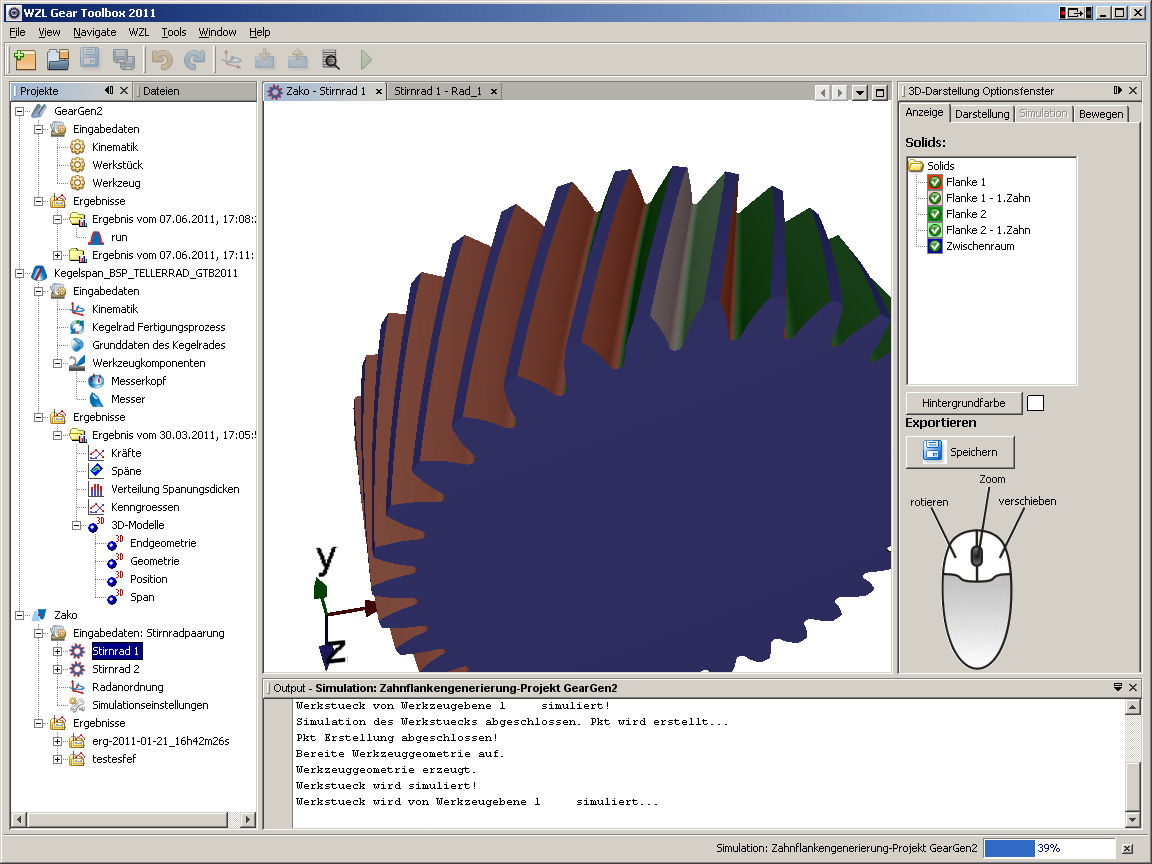 WZL Gear Toolbox 2011
File View Navigate WZL Tools Window Help
Projekte
Dateien
GearGen2
Eingabedaten
Kinematik
Werkstück
Werkzeug
Ergebnisse
Ergebnis vom 07.06.2011, 17:08:
run
Ergebnis vom 07.06.2011, 17:11:
Kegelspan_BSP_TELLERRAD_GTB2011
Eingabedaten
Kinematik
Kegelrad Fertigungsprozess
Grunddaten des Kegelrades
Werkzeugkomponenten
Messerkopf
Messer
Ergebnisse
Ergebnis vom 30.03.2011, 17:05:
Kräfte
Späne
Verteilung Spanungsdicken
Kenngroessen
3D
3D-Modelle
3D
Endgeometrie
3D
Geometrie
3D
Position
3D
Span
Zako
Eingabedaten: Stirnradpaarung
Stirnrad 1
Stirnrad 2
Radanordnung
Simulationseinstellungen
Ergebnisse
erg-2011-01-21_16h42m26s
testesfef
Zako - Stirnrad 1
Stirnrad 1 - Rad_1
y
z
3D-Darstellung Optionsfenster
Anzeige Darstellung Simulation Bewegen
Solids:
Solids
Flanke 1
Flanke 1 - 1.Zahn
Flanke 2
Flanke 2 - 1.Zahn
Zwischenraum
Hintergrundfarbe
Exportieren
Speichern
Zoom
rotieren
verschieben
Output - Simulation: Zahnflankengenerierung-Projekt GearGen2
Werkstueck von Werkzeugebene 1 simuliert!
Simulation des Werkstuecks abgeschlossen. Pkt wird erstellt...
Pkt Erstellung abgeschlossen!
Bereite Werkzeuggeometrie auf.
Werkzeuggeometrie erzeugt.
Werkstueck wird simuliert!
Werkstueck wird von Werkzeugebene 1 simuliert...
Simulation: Zahnflankengenerierung-Projekt GearGen2
39%